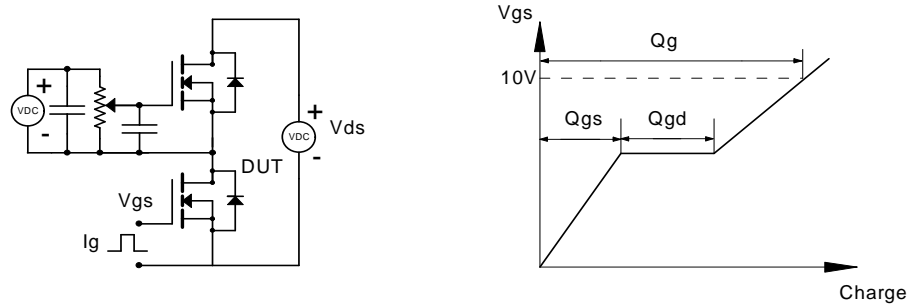 +
VDC
-
+
VDC
-
Vds
DUT
Vgs
Ig
Vgs
Qg
10V
Qgs
Qgd
Charge